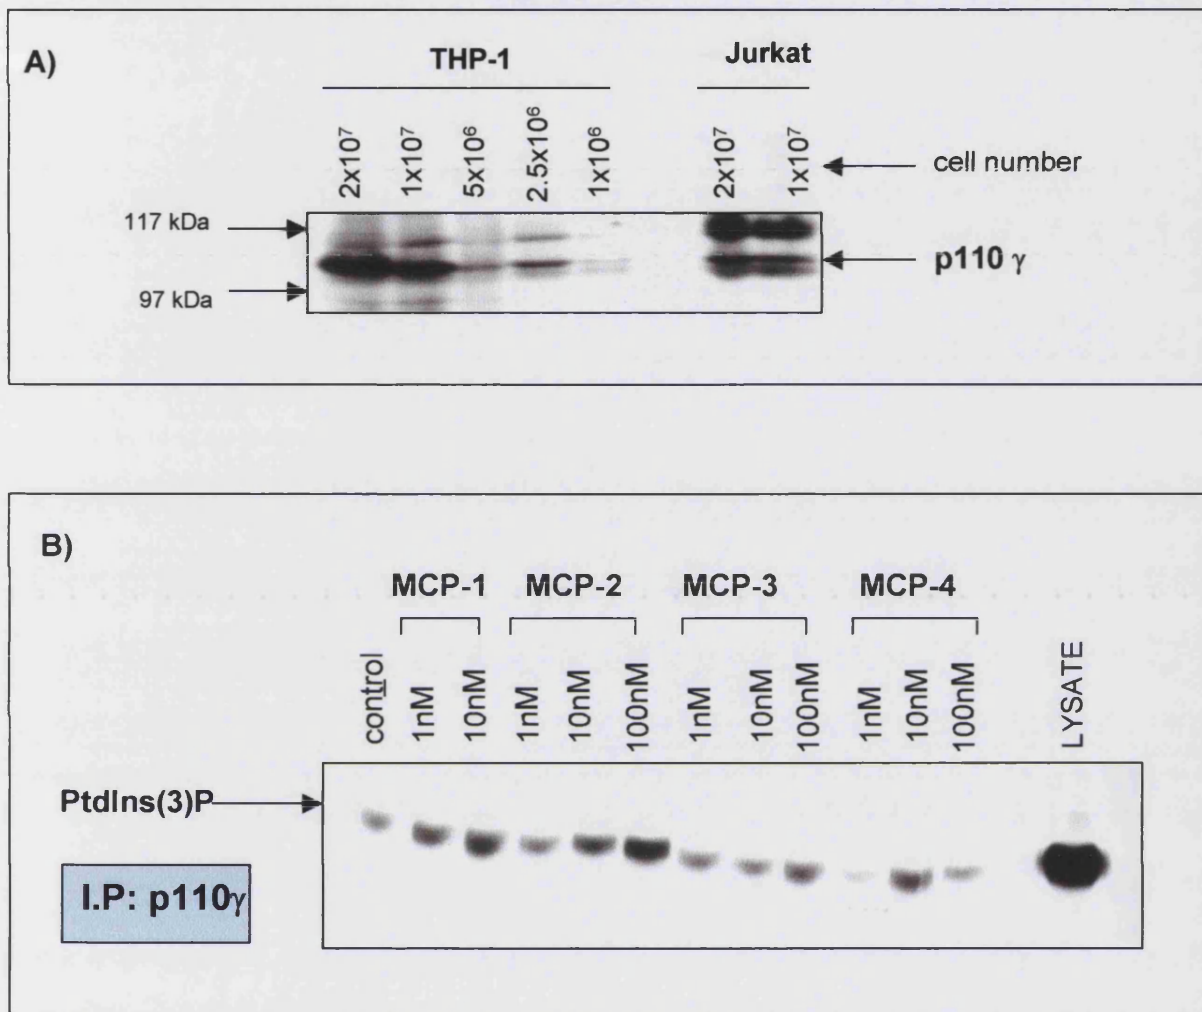 A)
THP-1
Jurkat
2x10⁷
1x10⁷
5x10⁶
2.5x10⁶
1x10⁶
2x10⁷
1x10⁷
cell number
117 kDa
p110 γ
97 kDa
B)
MCP-1
MCP-2
MCP-3
MCP-4
control
1nM
10nM
1nM
10nM
100nM
1nM
10nM
100nM
1nM
10nM
100nM
LYSATE
PtdIns(3)P
I.P: p110γ